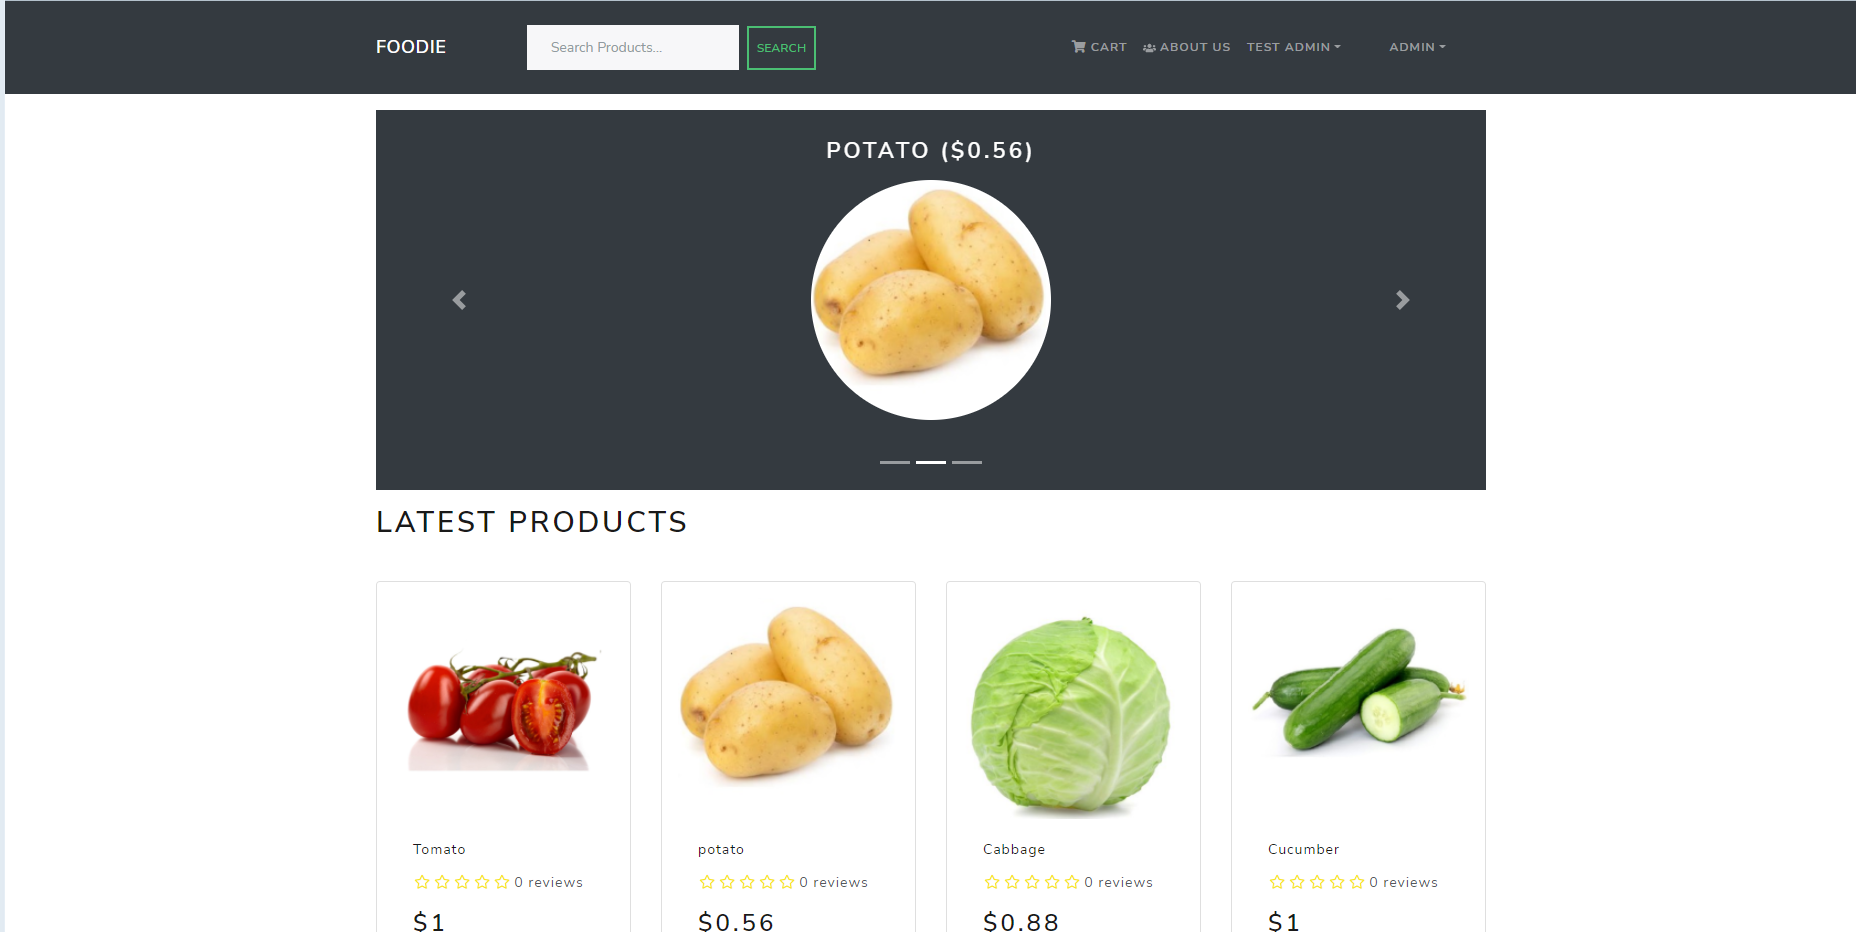 FOODIE Search Products... SEARCH CART ABOUT US TEST ADMIN ADMIN
POTATO ($0.56)
LATEST PRODUCTS
Tomato potato Cabbage Cucumber
0 reviews 0 reviews 0 reviews 0 reviews
$1 $0.56 $0.88 $1